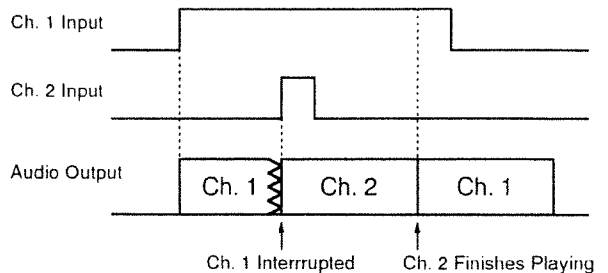 Ch. 1 Input
Ch. 2 Input
Audio Output
Ch. 1
Ch. 2
Ch. 1
Ch. 1 Interrrupted
Ch. 2 Finishes Playing